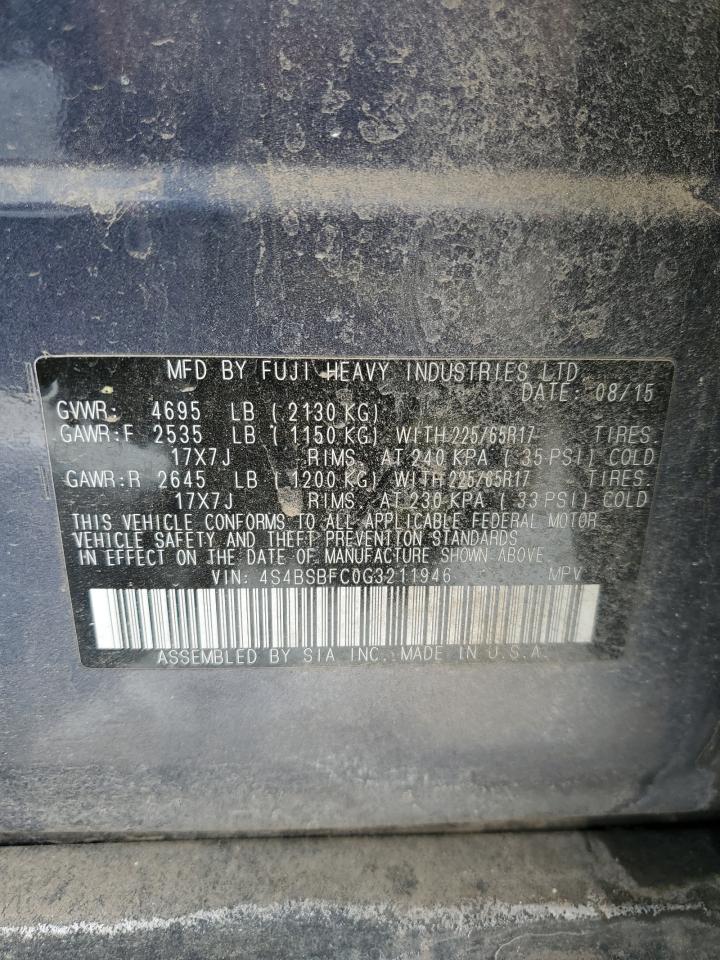 MFD BY FUJI HEAVY INDUSTRIES LTD
DATE: 08/15
GVWR: 4695 LB ( 2130 KG)
GAWR:F 2535 LB ( 1150 KG) WITH 225/65R17 TIRES.
17X7J RIMS. AT 240 KPA ( 35 PSI) COLD
GAWR:R 2645 LB ( 1200 KG) WITH 225/65R17 TIRES.
17X7J RIMS. AT 230 KPA ( 33 PSI) COLD
THIS VEHICLE CONFORMS TO ALL APPLICABLE FEDERAL MOTOR
VEHICLE SAFETY AND THEFT PREVENTION STANDARDS
IN EFFECT ON THE DATE OF MANUFACTURE SHOWN ABOVE.
VIN: 4S4BSBFC0G3211946 MPV
ASSEMBLED BY SIA INC. MADE IN U.S.A.